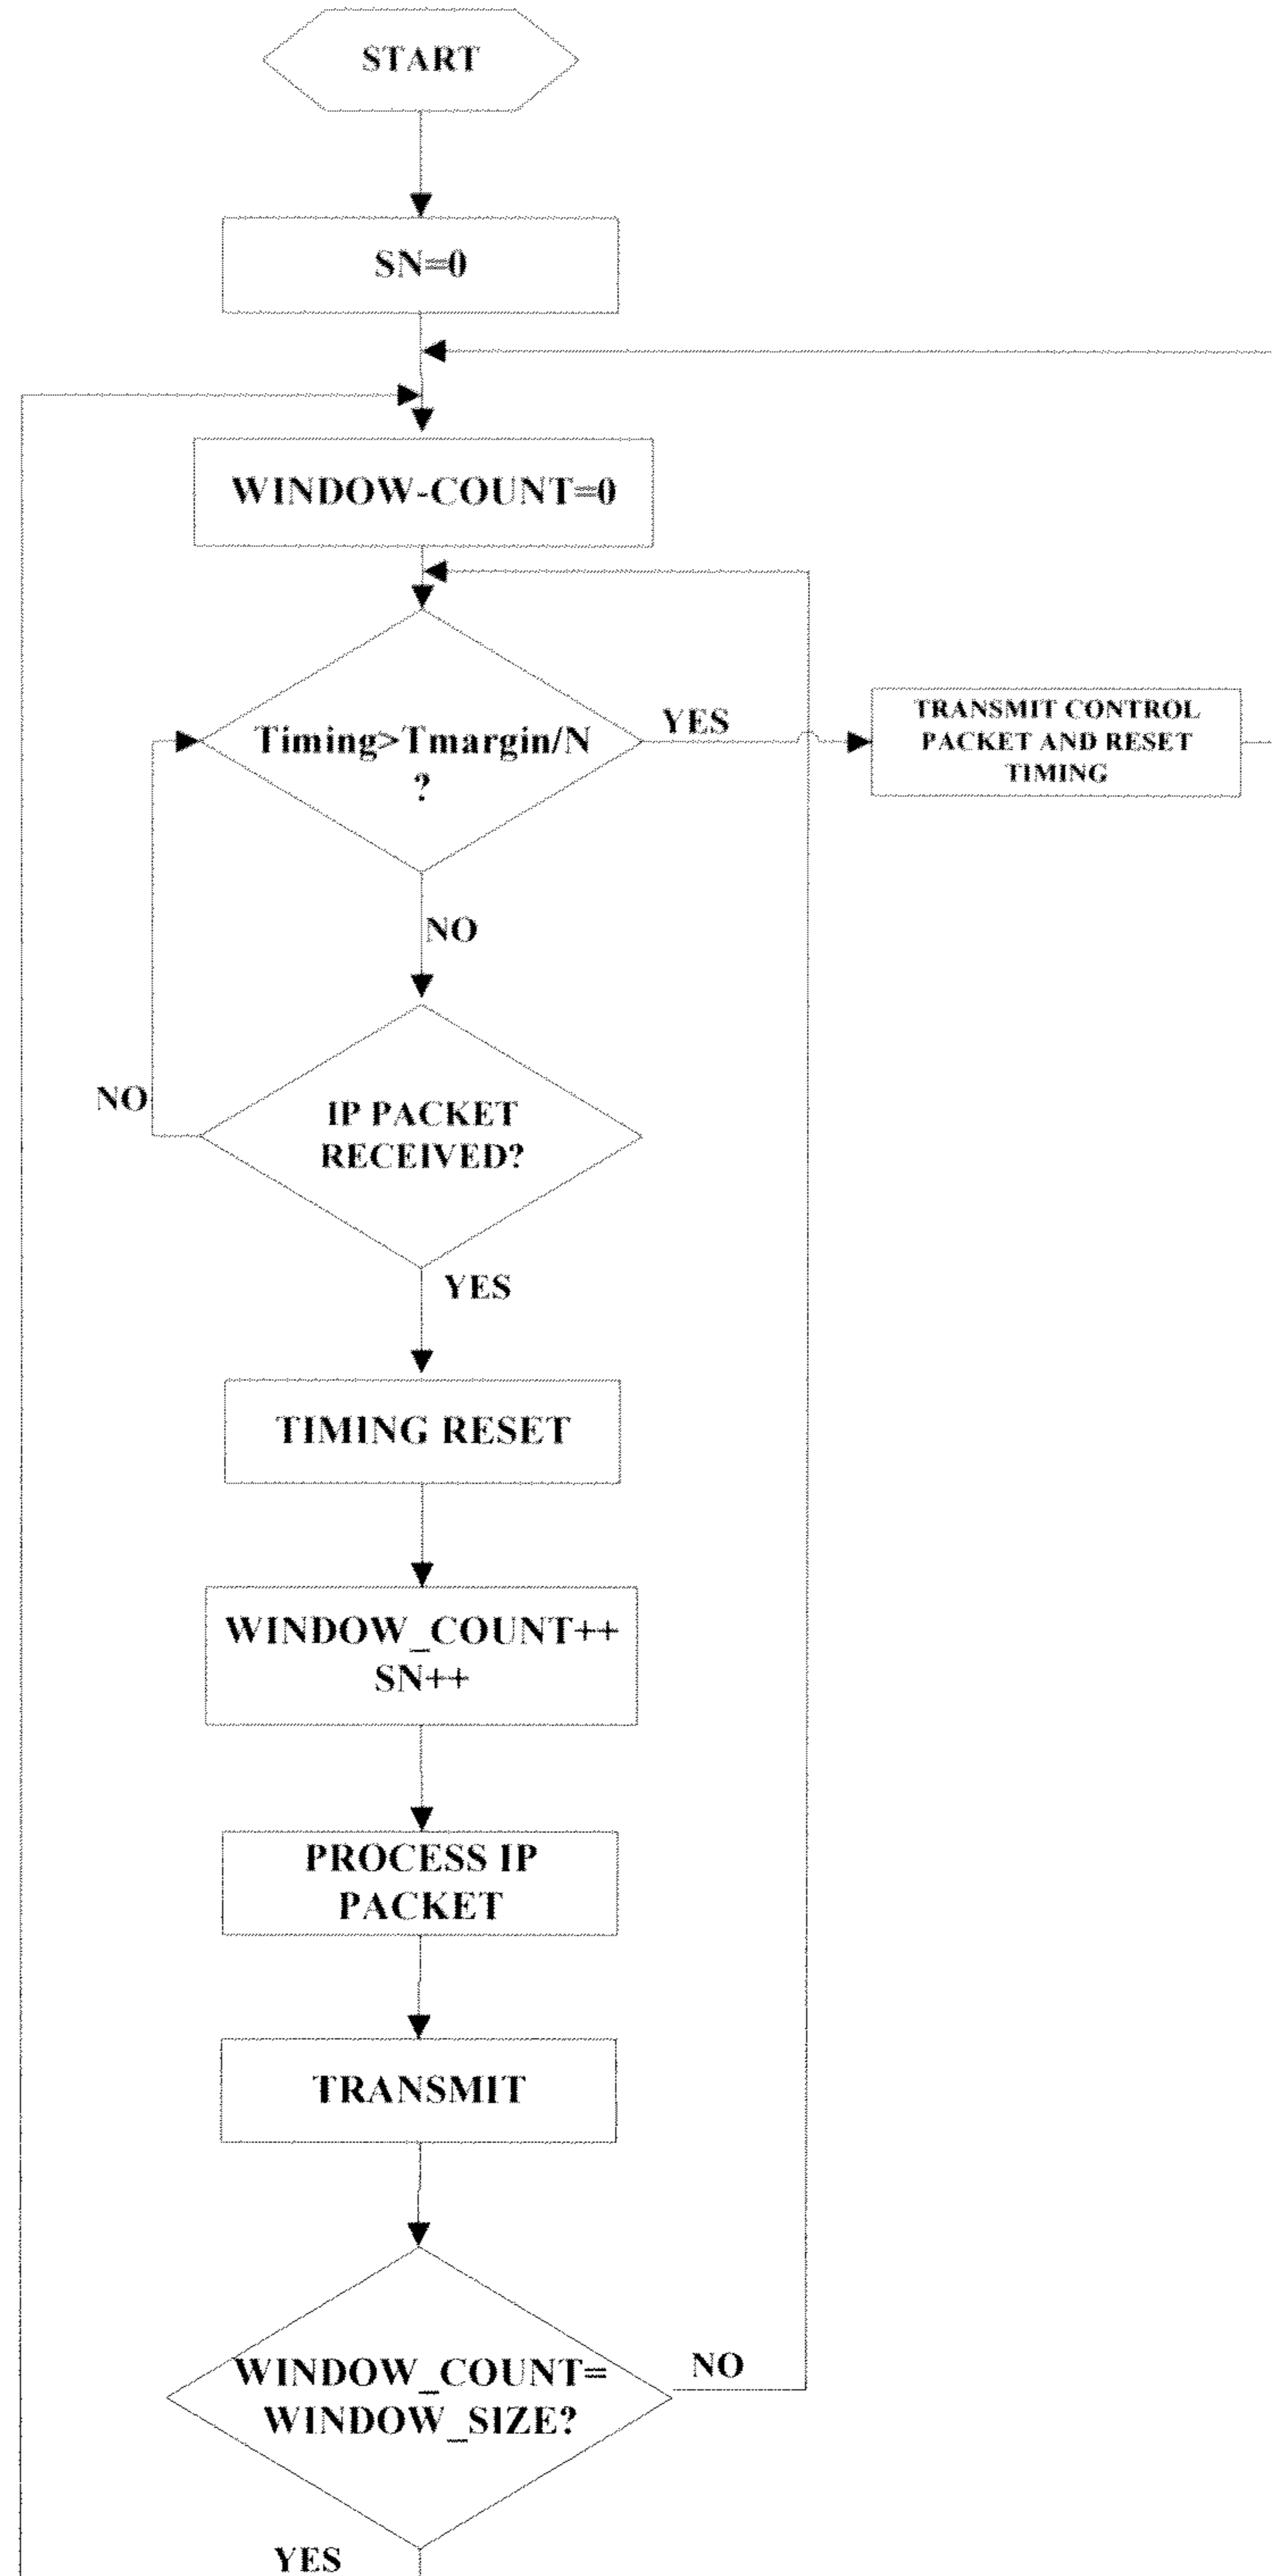 START
SN=0
WINDOW-COUNT=0
Timing>Tmargin/N
?
YES
TRANSMIT CONTROL
PACKET AND RESET
TIMING
NO
IP PACKET
RECEIVED?
NO
YES
TIMING RESET
WINDOW_COUNT++
SN++
PROCESS IP
PACKET
TRANSMIT
WINDOW_COUNT=
WINDOW_SIZE?
NO
YES